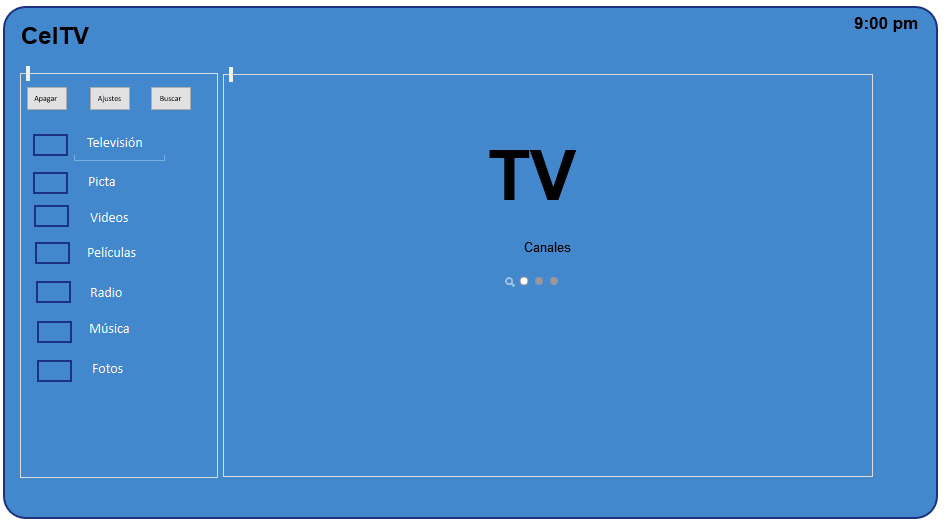 CelTV
9:00 pm
Apagar
Ajustes
Buscar
Televisión
Picta
Videos
Películas
Radio
Música
Fotos
TV
Canales